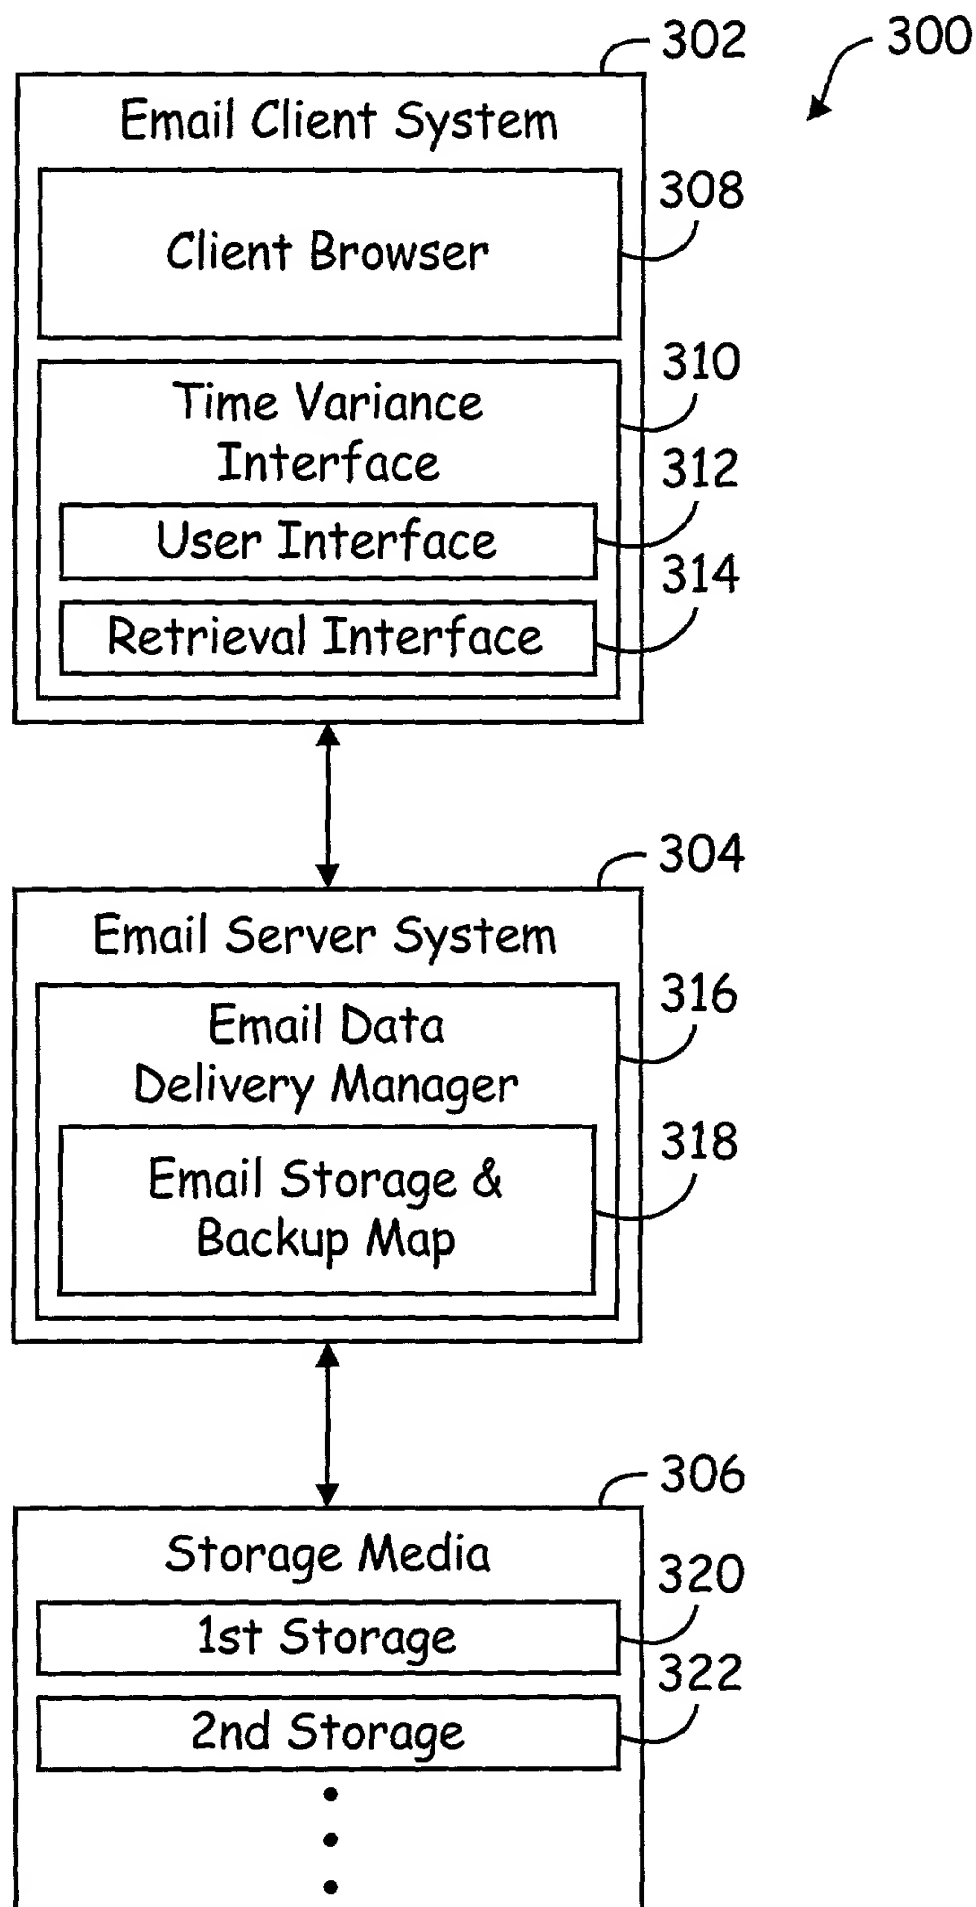 302
300
Email Client System
308
Client Browser
310
Time Variance
Interface
312
User Interface
314
Retrieval Interface
304
Email Server System
316
Email Data
Delivery Manager
318
Email Storage &
Backup Map
306
Storage Media
320
1st Storage
322
2nd Storage